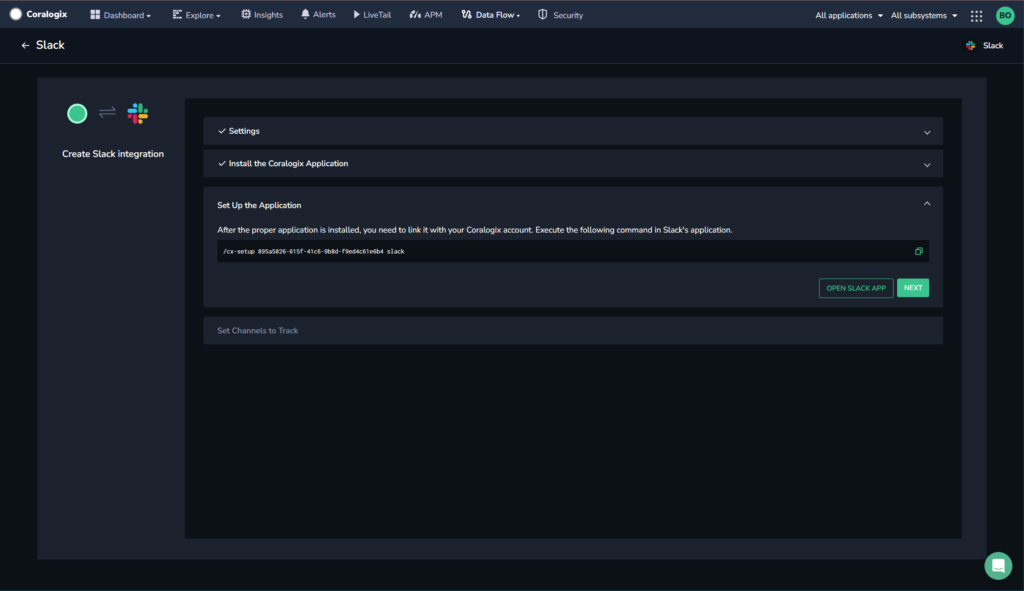 Coralogix Dashboard Explore Insights Alerts LiveTail APM Data Flow Security All applications All subsystems BO
Slack Slack
Create Slack integration
Settings
Install the Coralogix Application
Set Up the Application
After the proper application is installed, you need to link it with your Coralogix account. Execute the following command in Slack's application.
/cx-setup 895a5826-615f-41c6-9b8d-f9ed4c61e6b4 slack
OPEN SLACK APP NEXT
Set Channels to Track